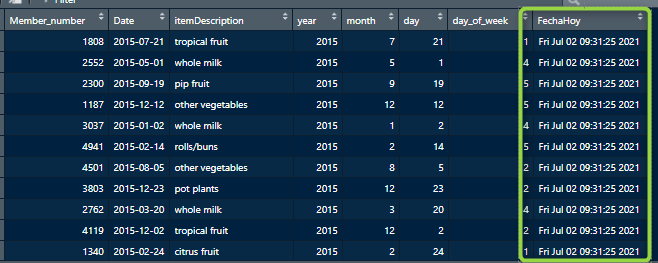 Filter
Member_number Date itemDescription year month day day_of_week FechaHoy
1808 2015-07-21 tropical fruit 2015 7 21 1 Fri Jul 02 09:31:25 2021
2552 2015-05-01 whole milk 2015 5 1 4 Fri Jul 02 09:31:25 2021
2300 2015-09-19 pip fruit 2015 9 19 5 Fri Jul 02 09:31:25 2021
1187 2015-12-12 other vegetables 2015 12 12 5 Fri Jul 02 09:31:25 2021
3037 2015-01-02 whole milk 2015 1 2 4 Fri Jul 02 09:31:25 2021
4941 2015-02-14 rolls/buns 2015 2 14 5 Fri Jul 02 09:31:25 2021
4501 2015-08-05 other vegetables 2015 8 5 2 Fri Jul 02 09:31:25 2021
3803 2015-12-23 pot plants 2015 12 23 2 Fri Jul 02 09:31:25 2021
2762 2015-03-20 whole milk 2015 3 20 4 Fri Jul 02 09:31:25 2021
4119 2015-12-02 tropical fruit 2015 12 2 2 Fri Jul 02 09:31:25 2021
1340 2015-02-24 citrus fruit 2015 2 24 1 Fri Jul 02 09:31:25 2021